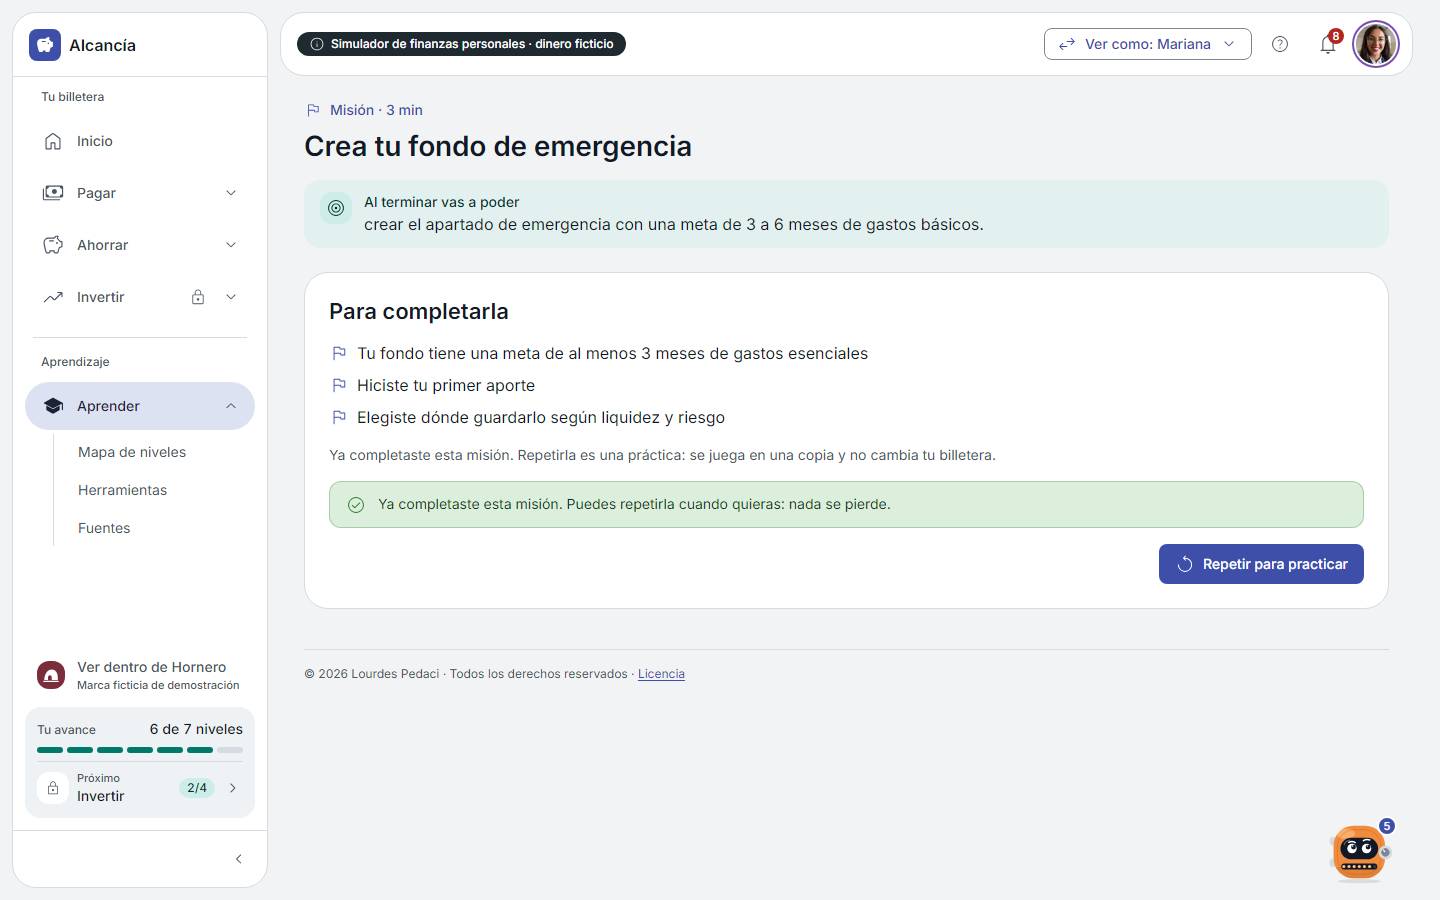 Alcancía
Simulador de finanzas personales · dinero ficticio
Ver como: Mariana
8
Tu billetera
Inicio
Pagar
Ahorrar
Invertir
Aprendizaje
Aprender
Mapa de niveles
Herramientas
Fuentes
Ver dentro de Hornero
Marca ficticia de demostración
Tu avance
6 de 7 niveles
Próximo
Invertir
2/4
Misión · 3 min
Crea tu fondo de emergencia
Al terminar vas a poder
crear el apartado de emergencia con una meta de 3 a 6 meses de gastos básicos.
Para completarla
Tu fondo tiene una meta de al menos 3 meses de gastos esenciales
Hiciste tu primer aporte
Elegiste dónde guardarlo según liquidez y riesgo
Ya completaste esta misión. Repetirla es una práctica: se juega en una copia y no cambia tu billetera.
Ya completaste esta misión. Puedes repetirla cuando quieras: nada se pierde.
Repetir para practicar
© 2026 Lourdes Pedaci · Todos los derechos reservados · Licencia
5